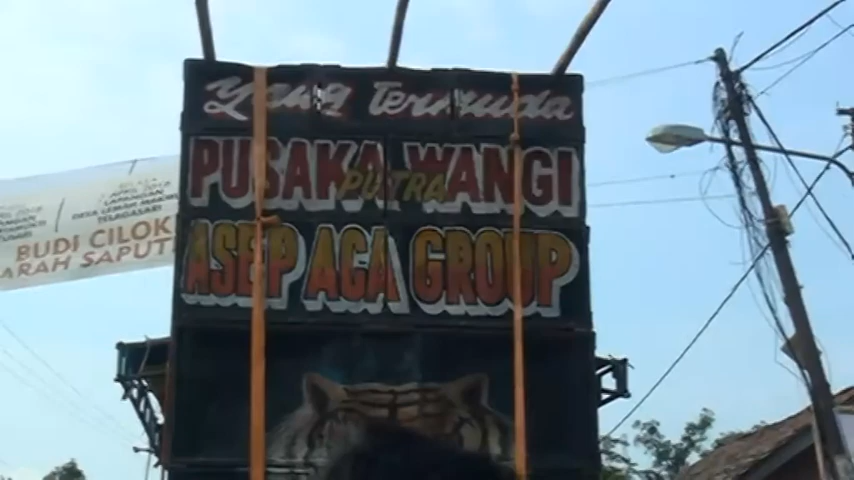 Yang Termuda
PUSAKA WANGI
PUTRA
ASEP ACA GROUP
BUDI CILOK
ARAH SAPUT